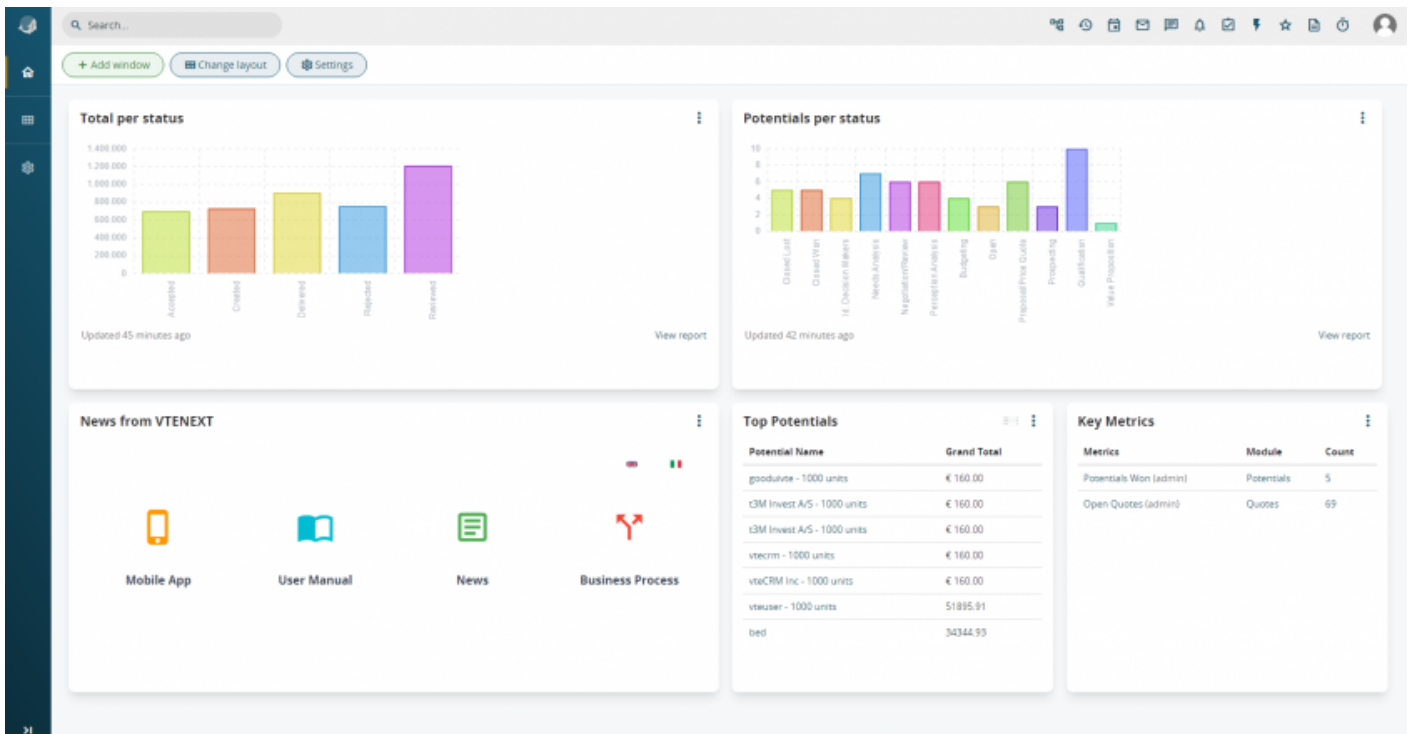 Search...
+ Add window Change layout Settings
Total per status
1.400.000
1.200.000
1.000.000
800.000
600.000
400.000
200.000
0
Accepted
Created
Delivered
Rejected
Reviewed
Updated 45 minutes ago View report
Potentials per status
10
8
6
4
2
0
Closed Lost
Closed Won
Id. Decision Makers
Needs Analysis
Negotiation/Review
Perception Analysis
Budgeting
Open
Proposal/Price Quote
Prospecting
Qualification
Value Proposition
Updated 42 minutes ago View report
News from VTENEXT
Mobile App User Manual News Business Process
Top Potentials
Potential Name Grand Total
gooduivte - 1000 units € 160.00
t3M Invest A/S - 1000 units € 160.00
t3M Invest A/S - 1000 units € 160.00
vtecrm - 1000 units € 160.00
vteCRM Inc - 1000 units € 160.00
vteuser - 1000 units 51895.91
bed 34344.93
Key Metrics
Metrics Module Count
Potentials Won (admin) Potentials 5
Open Quotes (admin) Quotes 69